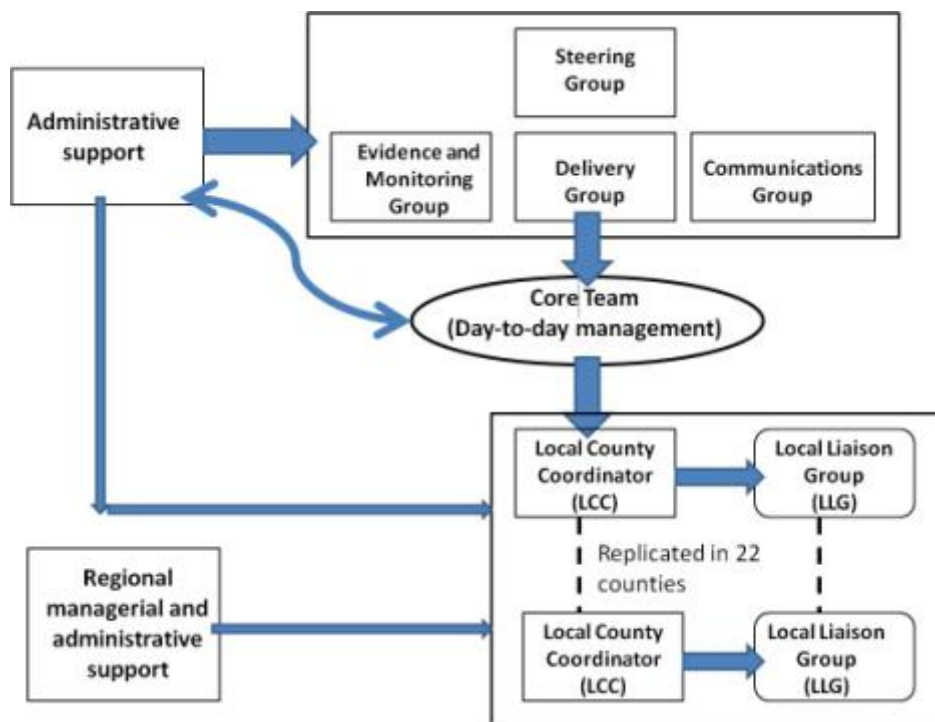 Steering
Group
Administrative
support
Evidence and
Monitoring
Group
Delivery
Group
Communications
Group
Core Team
(Day-to-day management)
Local County
Coordinator
(LCC)
Local Liaison
Group
(LLG)
Replicated in 22
counties
Regional
managerial and
administrative
support
Local County
Coordinator
(LCC)
Local Liaison
Group
(LLG)